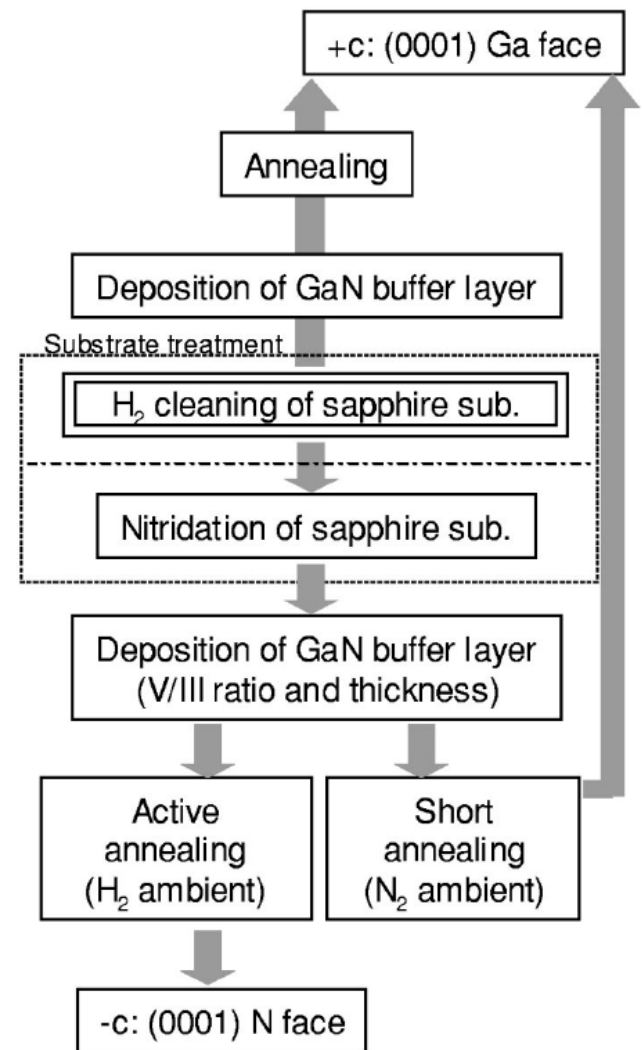 +c: (0001) Ga face
Annealing
Deposition of GaN buffer layer
Substrate treatment
H₂ cleaning of sapphire sub.
Nitridation of sapphire sub.
Deposition of GaN buffer layer
(V/III ratio and thickness)
Active
annealing
(H₂ ambient)
Short
annealing
(N₂ ambient)
-c: (0001) N face